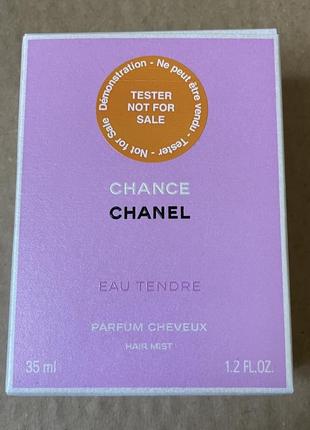 Démonstration - Ne peut être vendu - Tester - Not for Sale
TESTER
NOT FOR
SALE
CHANCE
CHANEL
EAU TENDRE
PARFUM CHEVEUX
HAIR MIST
35 ml 1.2 FL.OZ.